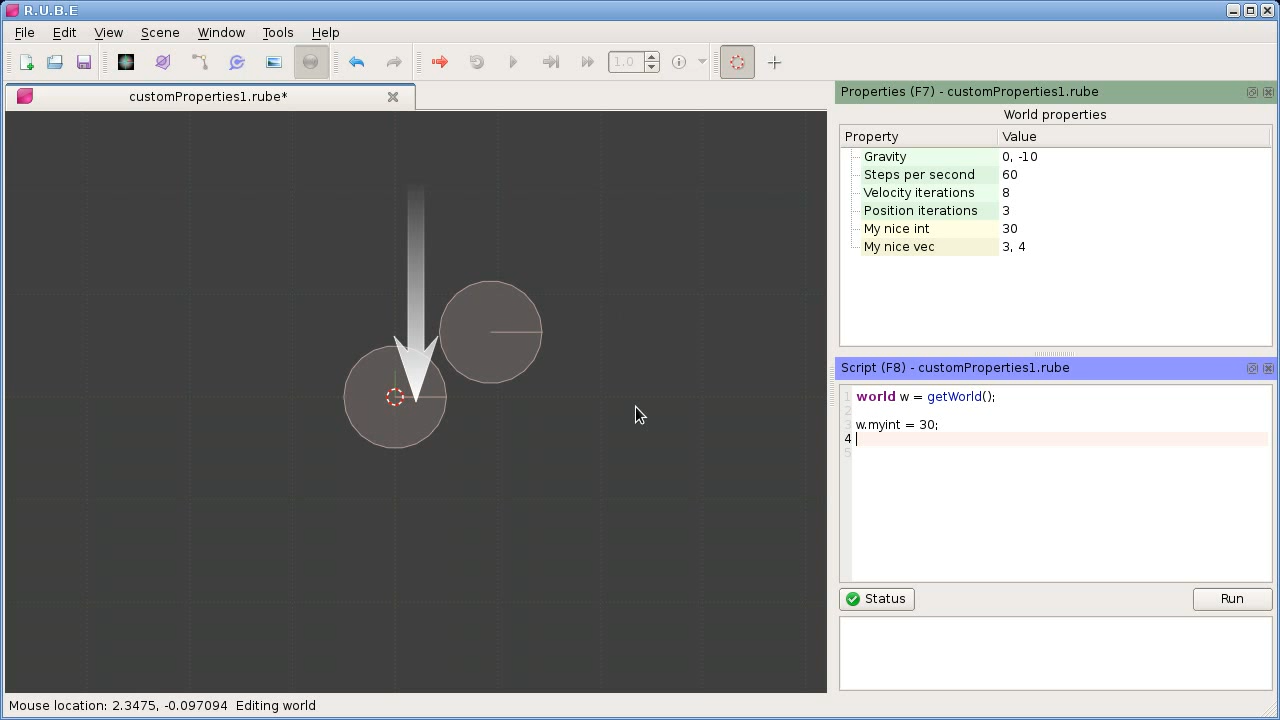 R.U.B.E
File Edit View Scene Window Tools Help
1.0
customProperties1.rube*
Properties (F7) - customProperties1.rube
World properties
Property Value
Gravity 0, -10
Steps per second 60
Velocity iterations 8
Position iterations 3
My nice int 30
My nice vec 3, 4
Script (F8) - customProperties1.rube
1 world w = getWorld();
2
3 w.myint = 30;
4
5
Status Run
Mouse location: 2.3475, -0.097094 Editing world